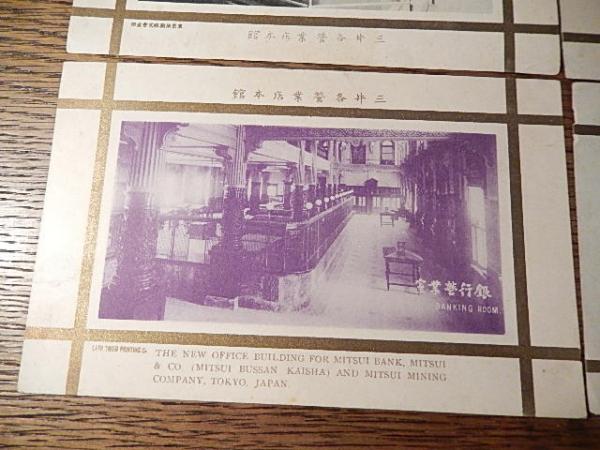 三井各營業店本館
三井各營業店本館
銀行營業室
BANKING ROOM.
THE NEW OFFICE BUILDING FOR MITSUI BANK, MITSUI
& CO. (MITSUI BUSSAN KAISHA) AND MITSUI MINING
COMPANY, TOKYO, JAPAN.